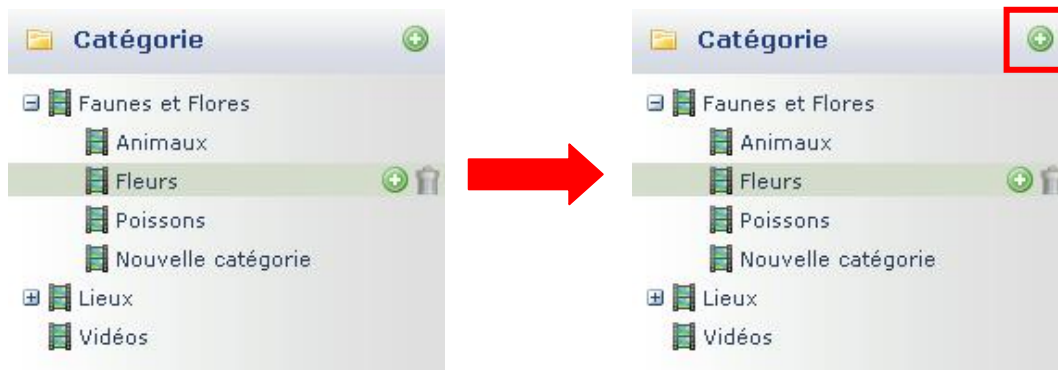 Catégorie
Faunes et Flores
Animaux
Fleurs
Poissons
Nouvelle catégorie
Lieux
Vidéos
Catégorie
Faunes et Flores
Animaux
Fleurs
Poissons
Nouvelle catégorie
Lieux
Vidéos